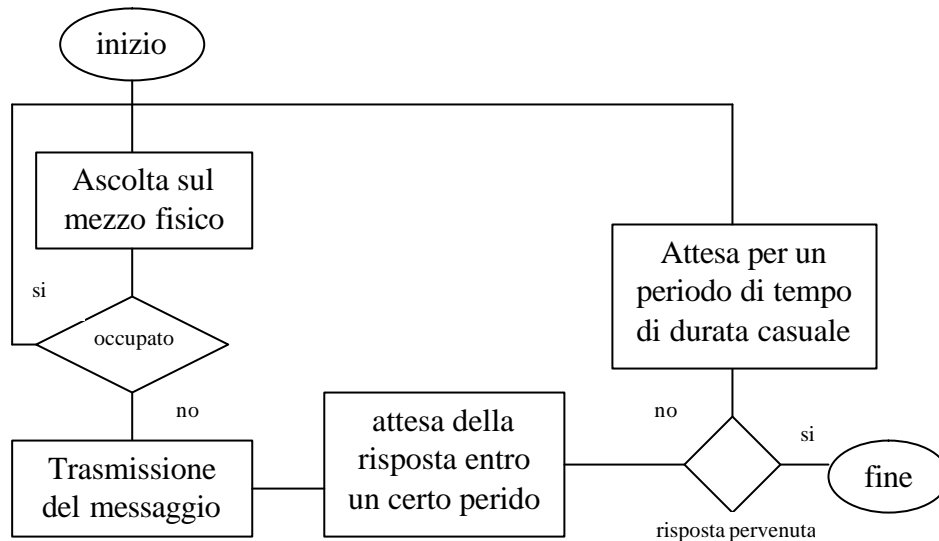 inizio
Ascolta sul
mezzo fisico
si
occupato
no
Trasmissione
del messaggio
attesa della
risposta entro
un certo perido
Attesa per un
periodo di tempo
di durata casuale
no
si
fine
risposta pervenuta